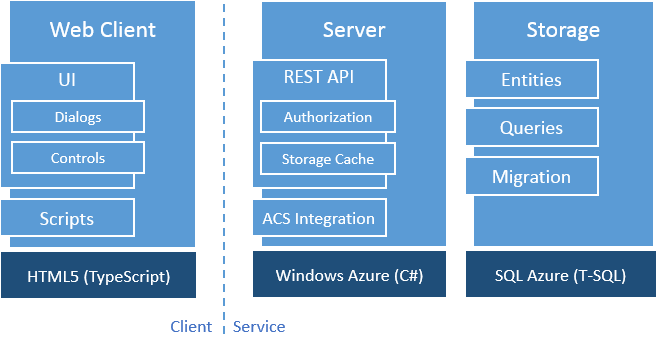 Web Client
UI
Dialogs
Controls
Scripts
HTML5 (TypeScript)
Server
REST API
Authorization
Storage Cache
ACS Integration
Windows Azure (C#)
Storage
Entities
Queries
Migration
SQL Azure (T-SQL)
Client
Service